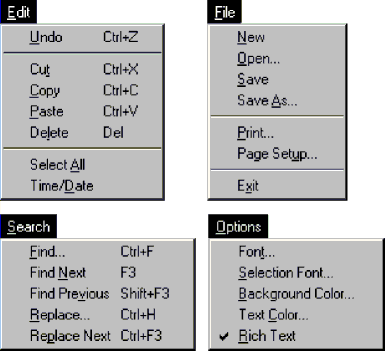 Edit
Undo Ctrl+Z
Cut Ctrl+X
Copy Ctrl+C
Paste Ctrl+V
Delete Del
Select All
Time/Date
File
New
Open...
Save
Save As...
Print...
Page Setup...
Exit
Search
Find... Ctrl+F
Find Next F3
Find Previous Shift+F3
Replace... Ctrl+H
Replace Next Ctrl+F3
Options
Font...
Selection Font...
Background Color...
Text Color...
✔ Rich Text